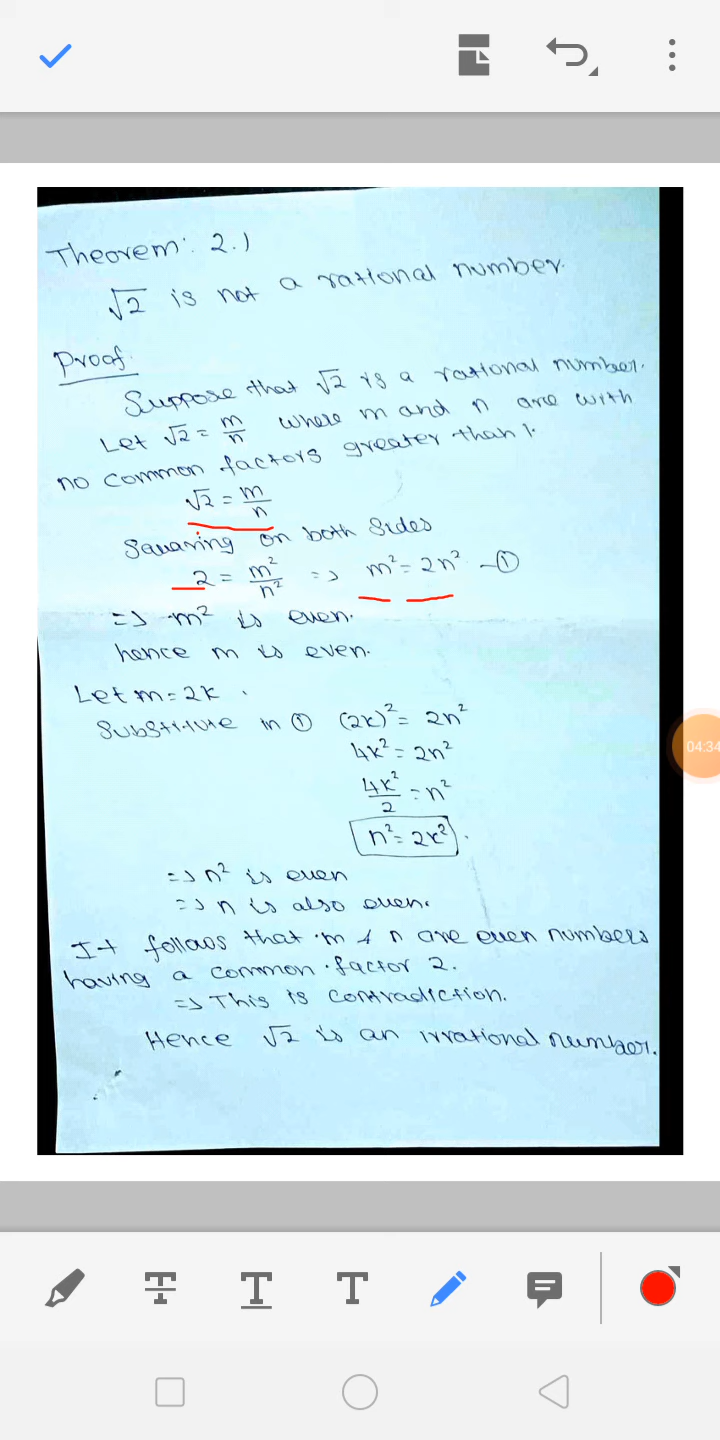 Theorem: 2.1
√2 is not a rational number.
Proof.
Suppose that √2 is a rational number.
Let √2 = m/n where m and n are with
no common factors greater than 1.
√2 = m/n
Squaring on both sides
2 = m²/n² => m² = 2n² -①
=> m² is even.
hence m is even.
Let m = 2k
Substitute in ① (2k)² = 2n²
4k² = 2n²
4k²/2 = n²
n² = 2k².
=> n² is even
=> n is also even.
It follows that m & n are even numbers
having a common factor 2.
=> This is contradiction.
Hence √2 is an irrational number.
04:34
T
T
T